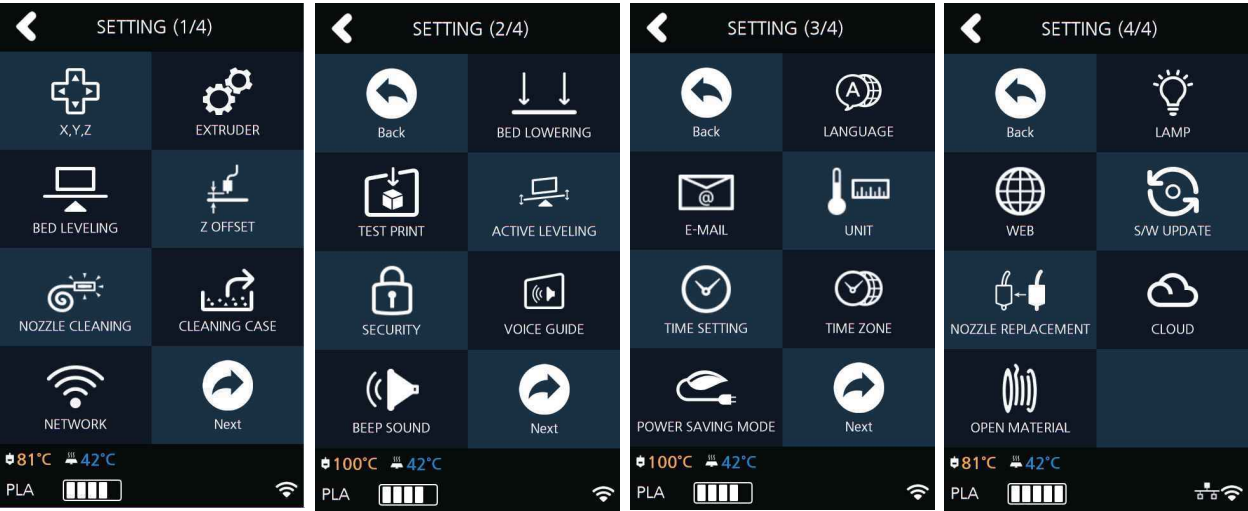 SETTING (1/4)
X,Y,Z
EXTRUDER
BED LEVELING
Z OFFSET
NOZZLE CLEANING
CLEANING CASE
NETWORK
Next
81°C
42°C
PLA
SETTING (2/4)
Back
BED LOWERING
TEST PRINT
ACTIVE LEVELING
SECURITY
VOICE GUIDE
BEEP SOUND
Next
100°C
42°C
PLA
SETTING (3/4)
Back
A
LANGUAGE
@
E-MAIL
UNIT
TIME SETTING
TIME ZONE
POWER SAVING MODE
Next
100°C
42°C
PLA
SETTING (4/4)
Back
LAMP
WEB
S/W UPDATE
NOZZLE REPLACEMENT
CLOUD
OPEN MATERIAL
81°C
42°C
PLA